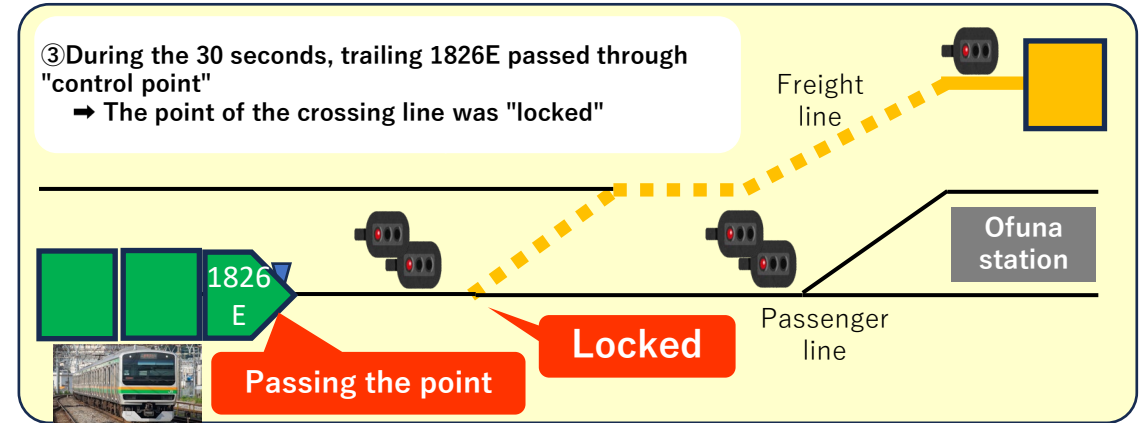 ③During the 30 seconds, trailing 1826E passed through
"control point"
➡ The point of the crossing line was "locked"
Freight
line
Ofuna
station
1826
E
Passenger
line
Locked
Passing the point